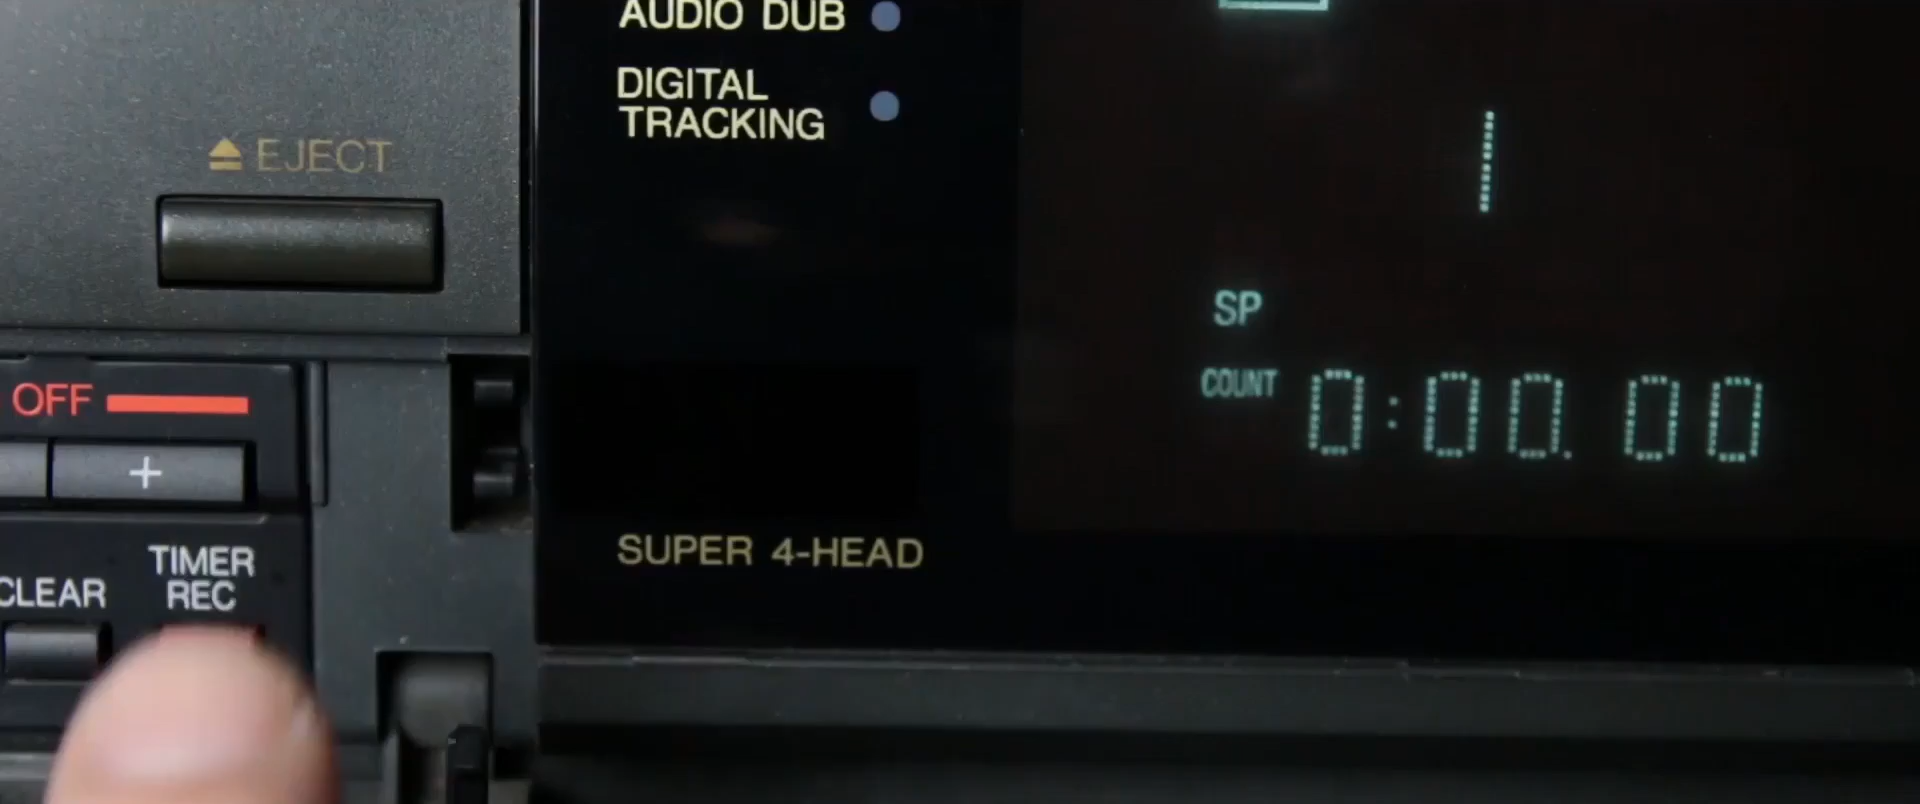 AUDIO DUB
DIGITAL
TRACKING
EJECT
SP
OFF
COUNT 0:00.00
+
SUPER 4-HEAD
CLEAR
TIMER
REC